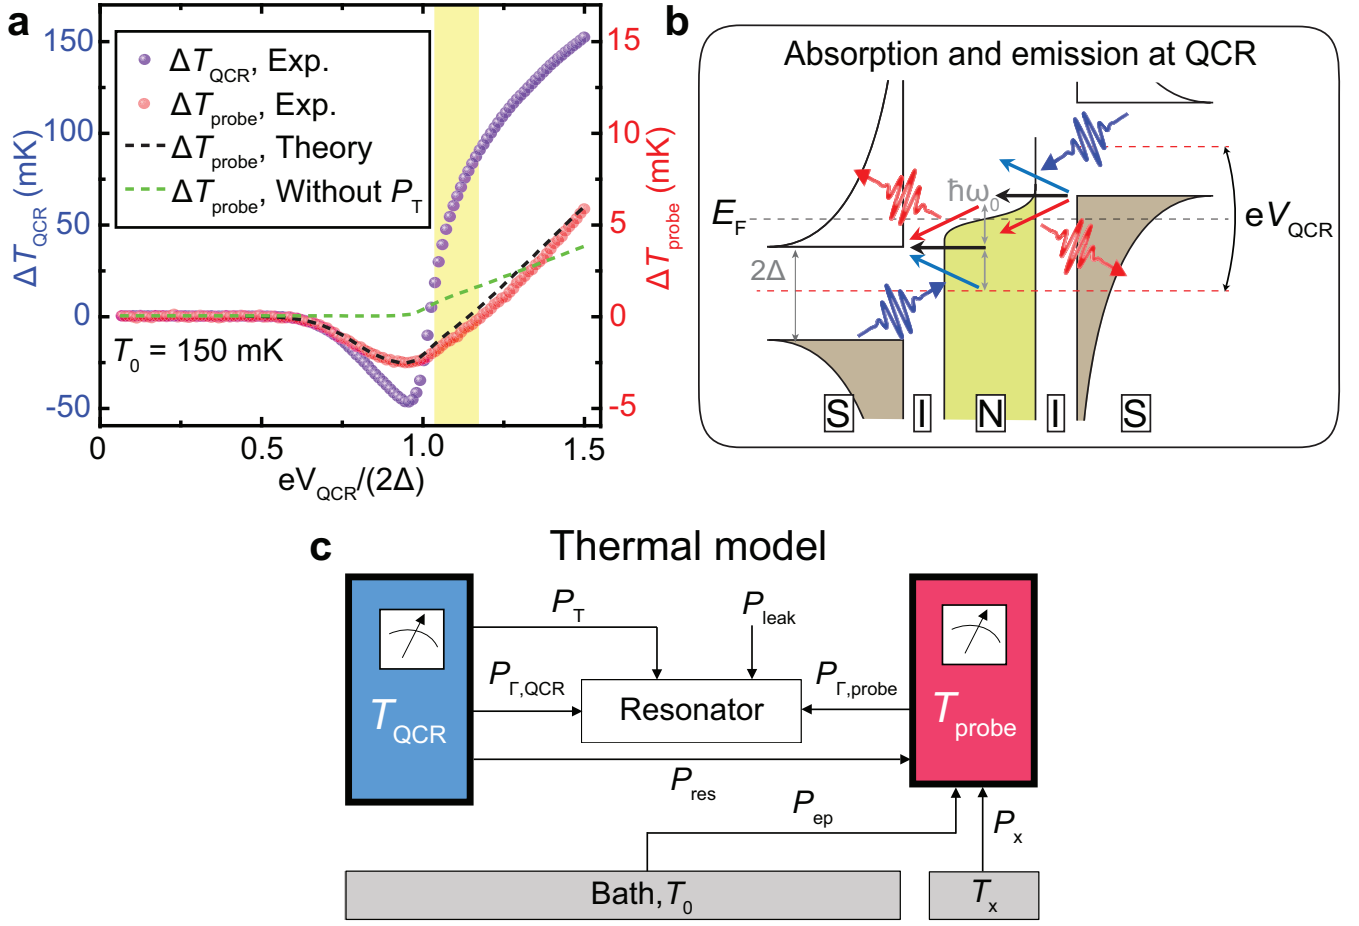 a
150
100
50
0
-50
ΔT_QCR (mK)
ΔT_QCR, Exp.
ΔT_probe, Exp.
ΔT_probe, Theory
ΔT_probe, Without P_T
T_0 = 150 mK
0
0.5
1.0
1.5
eV_QCR/(2Δ)
15
10
5
0
-5
ΔT_probe (mK)
b
Absorption and emission at QCR
ħω_0
E_F
eV_QCR
2Δ
S
I
N
I
S
c
Thermal model
P_T
P_leak
P_Γ,QCR
P_Γ,probe
T_QCR
Resonator
T_probe
P_res
P_ep
P_x
Bath, T_0
T_x